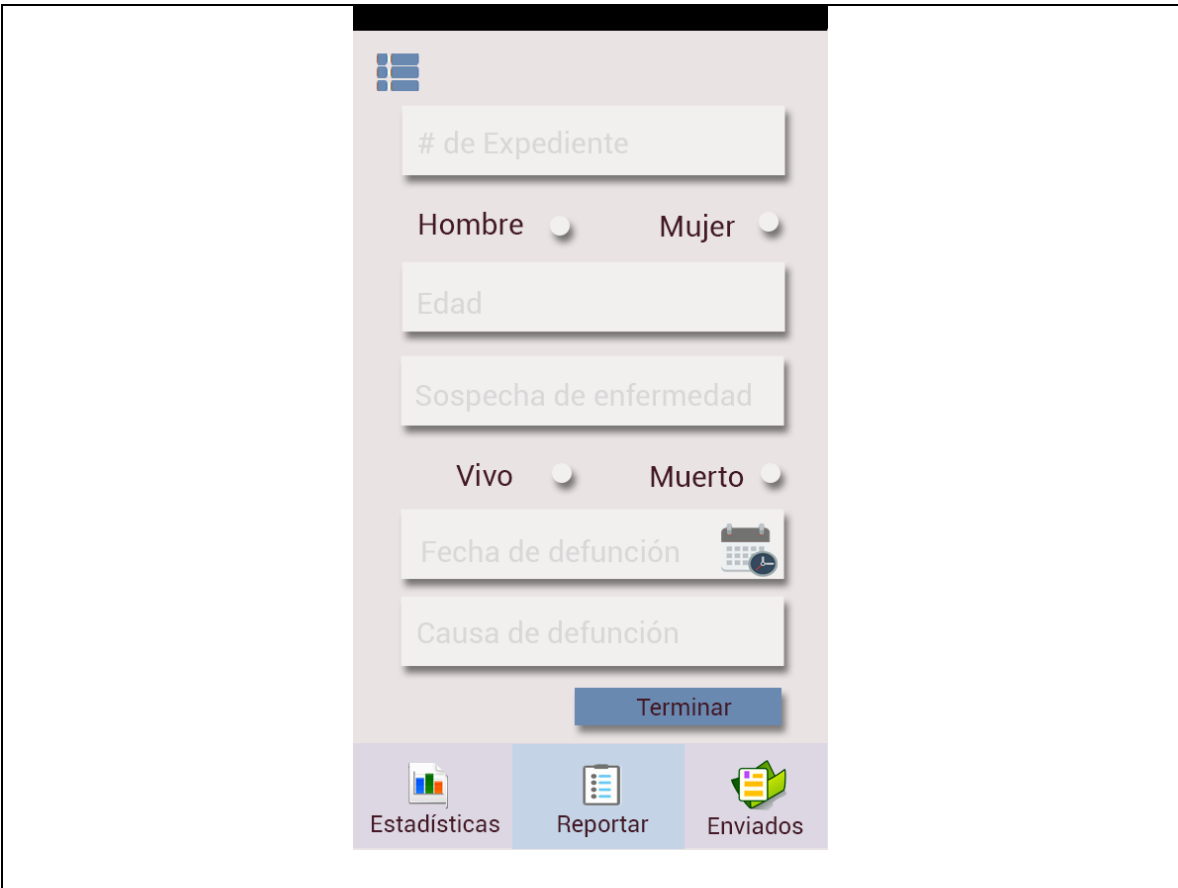 # de Expediente
Hombre Mujer
Edad
Sospecha de enfermedad
Vivo Muerto
Fecha de defunción
Causa de defunción
Terminar
Estadísticas Reportar Enviados